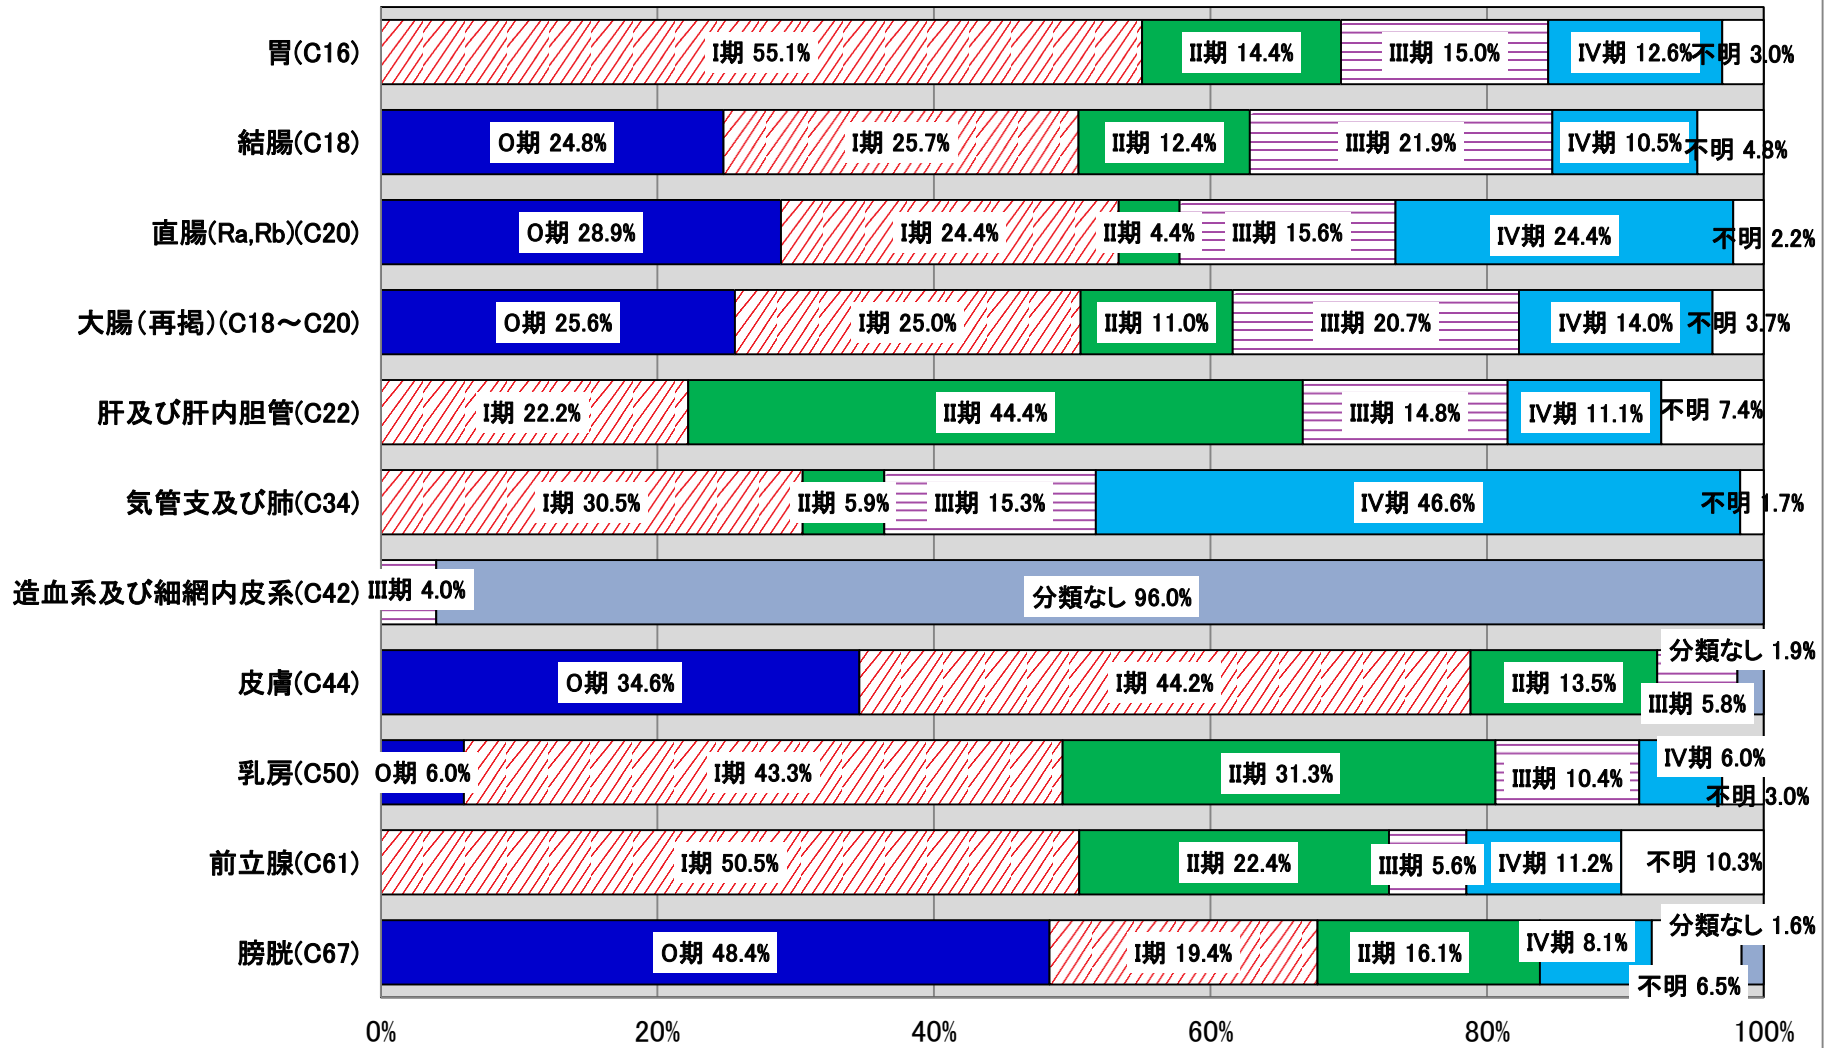 胃(C16) I期 55.1% II期 14.4% III期 15.0% IV期 12.6% 不明 3.0%
結腸(C18) 0期 24.8% I期 25.7% II期 12.4% III期 21.9% IV期 10.5% 不明 4.8%
直腸(Ra,Rb)(C20) 0期 28.9% I期 24.4% II期 4.4% III期 15.6% IV期 24.4% 不明 2.2%
大腸(再掲)(C18～C20) 0期 25.6% I期 25.0% II期 11.0% III期 20.7% IV期 14.0% 不明 3.7%
肝及び肝内胆管(C22) I期 22.2% II期 44.4% III期 14.8% IV期 11.1% 不明 7.4%
気管支及び肺(C34) I期 30.5% II期 5.9% III期 15.3% IV期 46.6% 不明 1.7%
造血系及び細網内皮系(C42) III期 4.0% 分類なし 96.0%
皮膚(C44) 0期 34.6% I期 44.2% II期 13.5% III期 5.8% 分類なし 1.9%
乳房(C50) 0期 6.0% I期 43.3% II期 31.3% III期 10.4% IV期 6.0% 不明 3.0%
前立腺(C61) I期 50.5% II期 22.4% III期 5.6% IV期 11.2% 不明 10.3%
膀胱(C67) 0期 48.4% I期 19.4% II期 16.1% IV期 8.1% 不明 6.5% 分類なし 1.6%
0% 20% 40% 60% 80% 100%